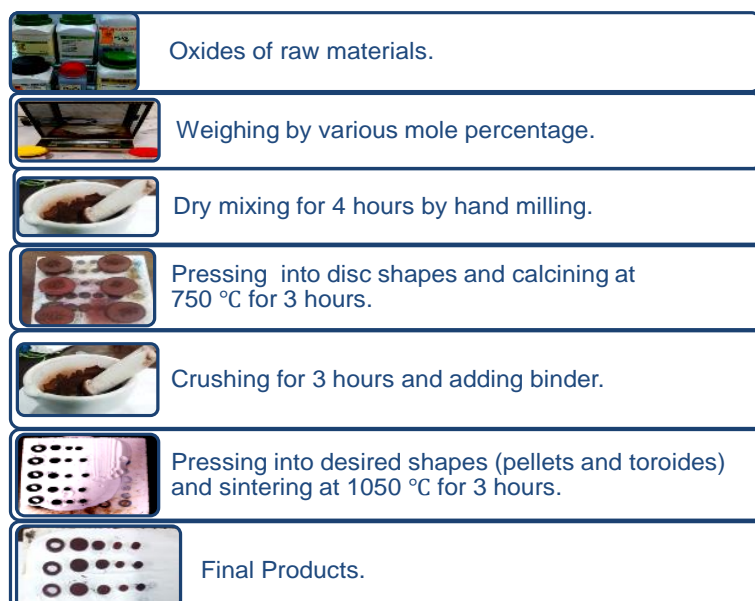 Oxides of raw materials.
Weighing by various mole percentage.
Dry mixing for 4 hours by hand milling.
Pressing  into disc shapes and calcining at
750 ℃ for 3 hours.
Crushing for 3 hours and adding binder.
Pressing into desired shapes (pellets and toroides)
and sintering at 1050 ℃ for 3 hours.
Final Products.